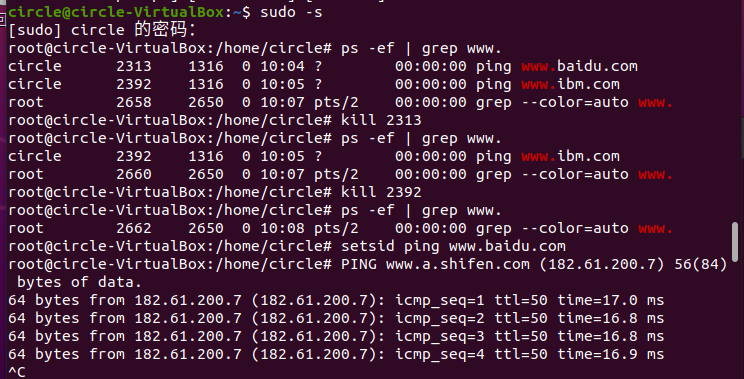 circle@circle-VirtualBox:~$ sudo -s
[sudo] circle 的密码：
root@circle-VirtualBox:/home/circle# ps -ef | grep www.
circle      2313    1316  0 10:04 ?        00:00:00 ping www.baidu.com
circle      2392    1316  0 10:05 ?        00:00:00 ping www.ibm.com
root        2658    2650  0 10:07 pts/2    00:00:00 grep --color=auto www.
root@circle-VirtualBox:/home/circle# kill 2313
root@circle-VirtualBox:/home/circle# ps -ef | grep www.
circle      2392    1316  0 10:05 ?        00:00:00 ping www.ibm.com
root        2660    2650  0 10:07 pts/2    00:00:00 grep --color=auto www.
root@circle-VirtualBox:/home/circle# kill 2392
root@circle-VirtualBox:/home/circle# ps -ef | grep www.
root        2662    2650  0 10:08 pts/2    00:00:00 grep --color=auto www.
root@circle-VirtualBox:/home/circle# setsid ping www.baidu.com
root@circle-VirtualBox:/home/circle# PING www.a.shifen.com (182.61.200.7) 56(84)
 bytes of data.
64 bytes from 182.61.200.7 (182.61.200.7): icmp_seq=1 ttl=50 time=17.0 ms
64 bytes from 182.61.200.7 (182.61.200.7): icmp_seq=2 ttl=50 time=16.8 ms
64 bytes from 182.61.200.7 (182.61.200.7): icmp_seq=3 ttl=50 time=16.8 ms
64 bytes from 182.61.200.7 (182.61.200.7): icmp_seq=4 ttl=50 time=16.9 ms
^C